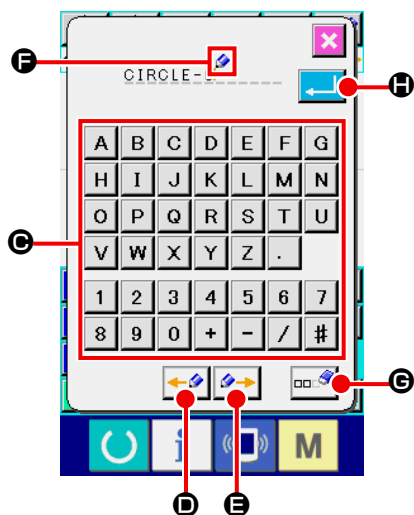 F
CIRCLE-
H
A B C D E F G
H I J K L M N
O P Q R S T U
C
V W X Y Z .
1 2 3 4 5 6 7
8 9 0 + - / #
G
i M
D E